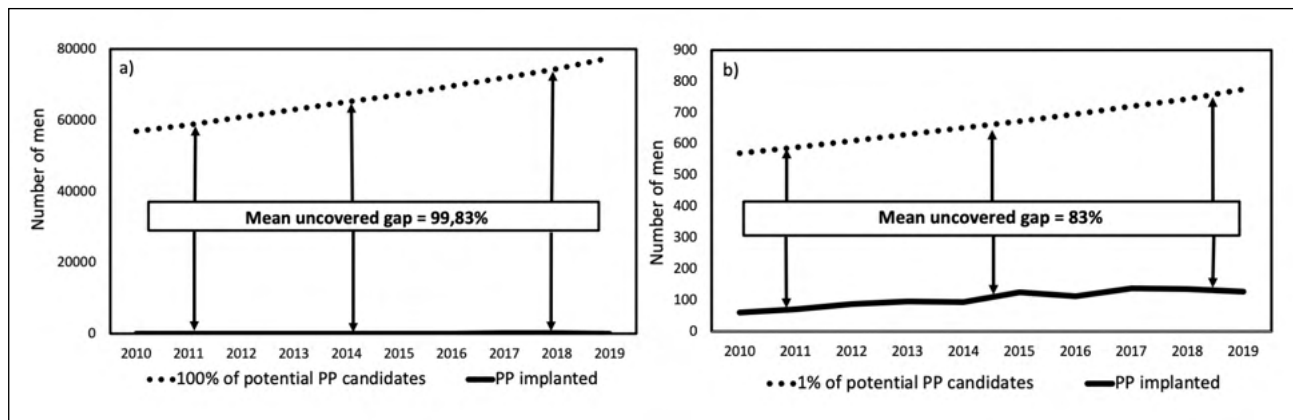 a)
80000
60000
40000
20000
0
Number of men
Mean uncovered gap = 99,83%
2010 2011 2012 2013 2014 2015 2016 2017 2018 2019
100% of potential PP candidates PP implanted
b)
900
800
700
600
500
400
300
200
100
0
Number of men
Mean uncovered gap = 83%
2010 2011 2012 2013 2014 2015 2016 2017 2018 2019
1% of potential PP candidates PP implanted